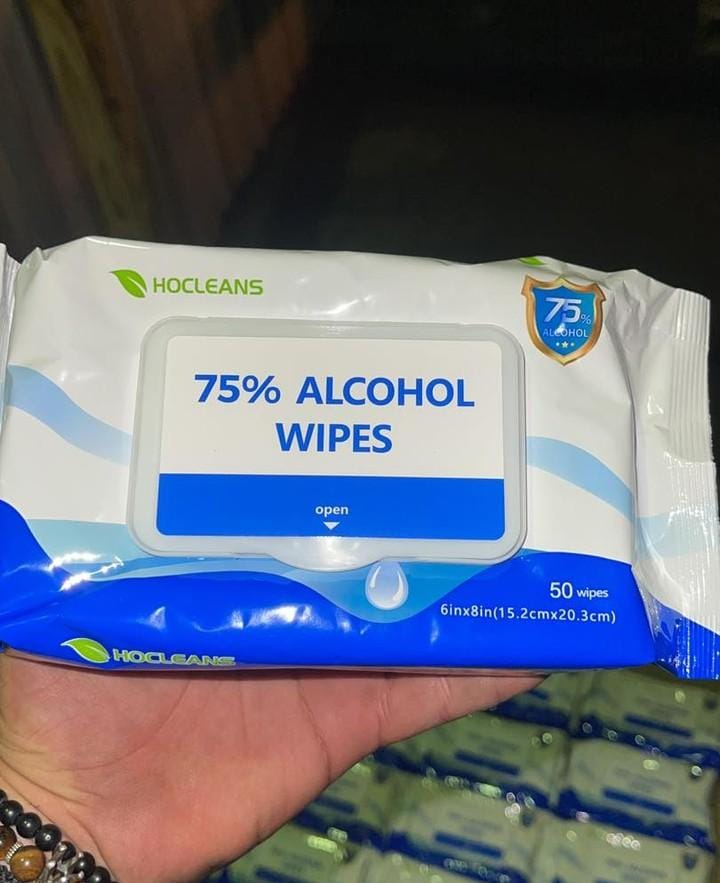 HOCLEANS
75%
ALCOHOL
75% ALCOHOL
WIPES
open
50 wipes
6inx8in(15.2cmx20.3cm)
HOCLEANS